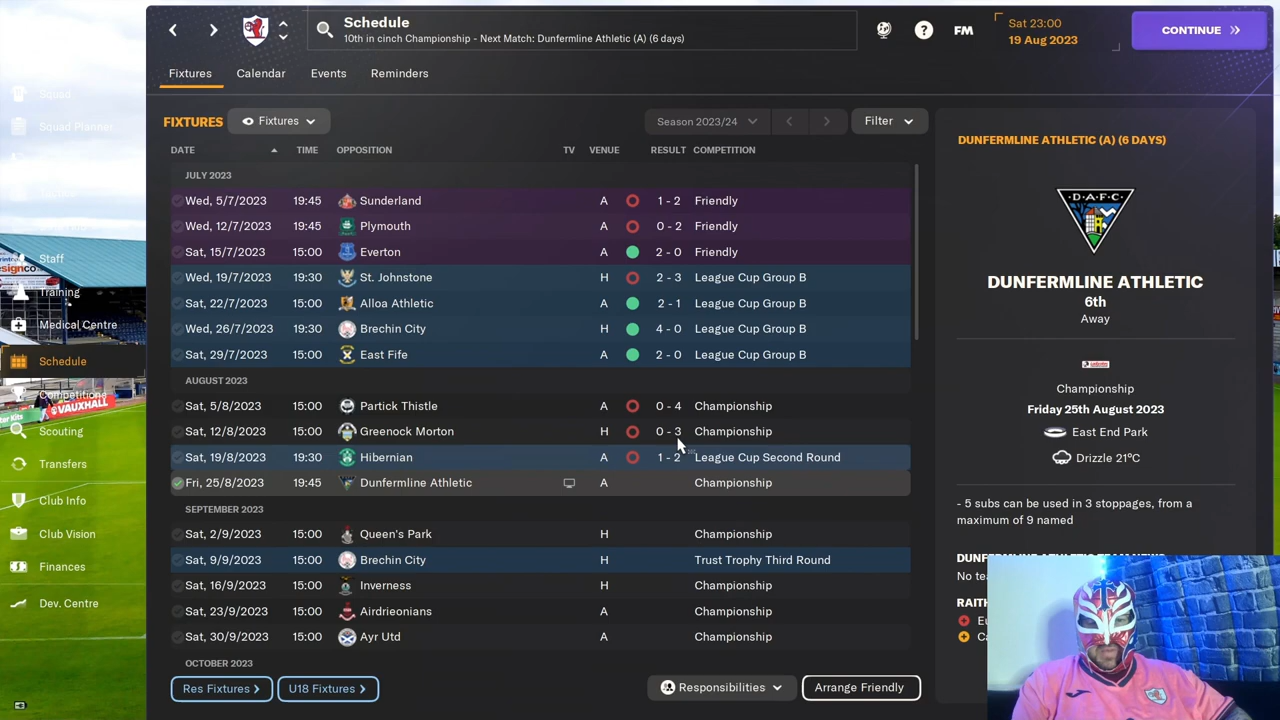 Schedule
10th in cinch Championship - Next Match: Dunfermline Athletic (A) (6 days)
?
FM
Sat 23:00
19 Aug 2023
CONTINUE
Fixtures
Calendar
Events
Reminders
Squad
Squad Planner
Staff
Training
Medical Centre
Schedule
Competitions
Scouting
Transfers
Club Info
Club Vision
Finances
Dev. Centre
VAUXHALL
FIXTURES
Fixtures
Season 2023/24
Filter
DATE TIME OPPOSITION TV VENUE RESULT COMPETITION
JULY 2023
Wed, 5/7/2023 19:45 Sunderland A 1 - 2 Friendly
Wed, 12/7/2023 19:45 Plymouth A 0 - 2 Friendly
Sat, 15/7/2023 15:00 Everton A 2 - 0 Friendly
Wed, 19/7/2023 19:30 St. Johnstone H 2 - 3 League Cup Group B
Sat, 22/7/2023 15:00 Alloa Athletic A 2 - 1 League Cup Group B
Wed, 26/7/2023 19:30 Brechin City H 4 - 0 League Cup Group B
Sat, 29/7/2023 15:00 East Fife A 2 - 0 League Cup Group B
AUGUST 2023
Sat, 5/8/2023 15:00 Partick Thistle A 0 - 4 Championship
Sat, 12/8/2023 15:00 Greenock Morton H 0 - 3 Championship
Sat, 19/8/2023 19:30 Hibernian A 1 - 2 League Cup Second Round
Fri, 25/8/2023 19:45 Dunfermline Athletic A Championship
SEPTEMBER 2023
Sat, 2/9/2023 15:00 Queen's Park H Championship
Sat, 9/9/2023 15:00 Brechin City H Trust Trophy Third Round
Sat, 16/9/2023 15:00 Inverness H Championship
Sat, 23/9/2023 15:00 Airdrieonians A Championship
Sat, 30/9/2023 15:00 Ayr Utd A Championship
OCTOBER 2023
Res Fixtures >
U18 Fixtures >
Responsibilities
Arrange Friendly
DUNFERMLINE ATHLETIC (A) (6 DAYS)
D.A.F.C
DUNFERMLINE ATHLETIC
6th
Away
Championship
Friday 25th August 2023
East End Park
Drizzle 21°C
- 5 subs can be used in 3 stoppages, from a
maximum of 9 named
DUNFERMLINE ATHLETIC TEAM NEWS
No te
RAITH